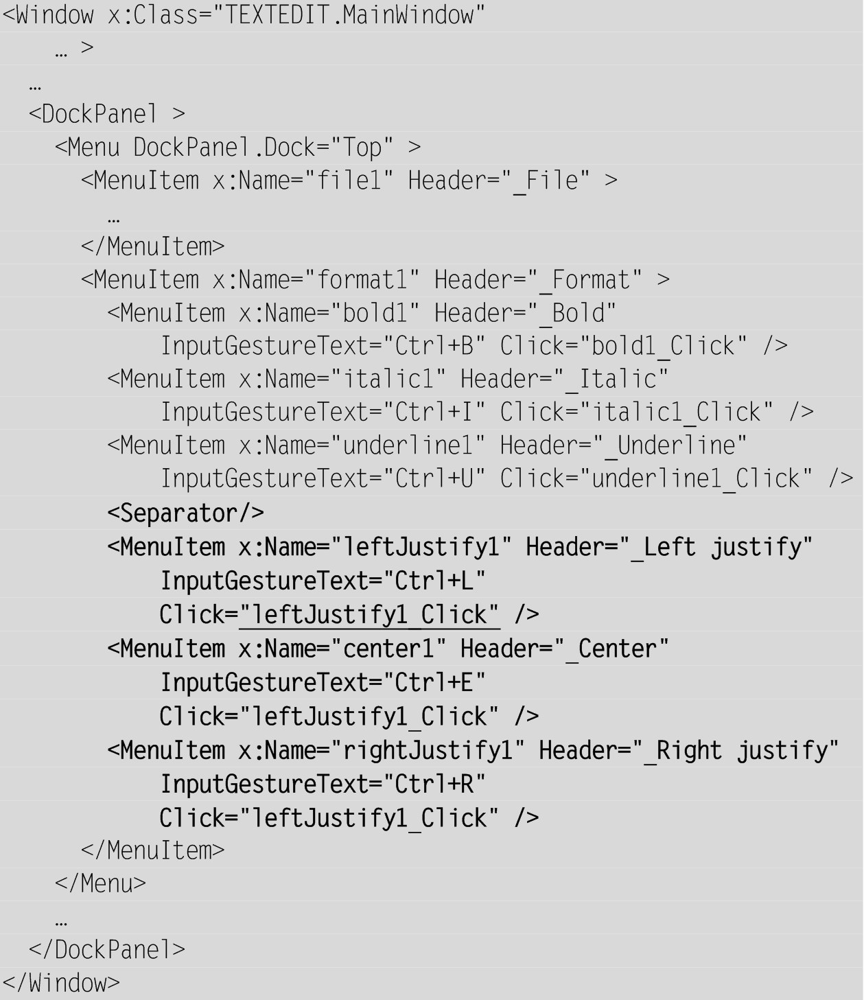 <Window x:Class="TEXTEDIT.MainWindow"
    … >
  …
  <DockPanel >
    <Menu DockPanel.Dock="Top" >
      <MenuItem x:Name="file1" Header="_File" >
        …
      </MenuItem>
      <MenuItem x:Name="format1" Header="_Format" >
        <MenuItem x:Name="bold1" Header="_Bold"
            InputGestureText="Ctrl+B" Click="bold1_Click" />
        <MenuItem x:Name="italic1" Header="_Italic"
            InputGestureText="Ctrl+I" Click="italic1_Click" />
        <MenuItem x:Name="underline1" Header="_Underline"
            InputGestureText="Ctrl+U" Click="underline1_Click" />
        <Separator/>
        <MenuItem x:Name="leftJustify1" Header="_Left justify"
            InputGestureText="Ctrl+L"
            Click="leftJustify1_Click" />
        <MenuItem x:Name="center1" Header="_Center"
            InputGestureText="Ctrl+E"
            Click="leftJustify1_Click" />
        <MenuItem x:Name="rightJustify1" Header="_Right justify"
            InputGestureText="Ctrl+R"
            Click="leftJustify1_Click" />
      </MenuItem>
    </Menu>
    …
  </DockPanel>
</Window>